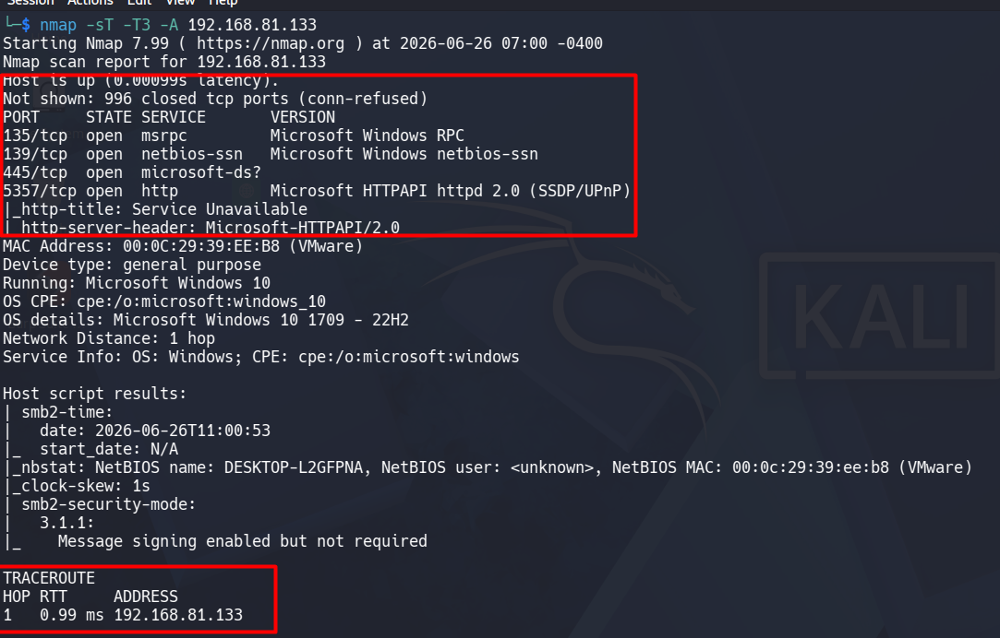 Session Actions Edit View Help
└─$ nmap -sT -T3 -A 192.168.81.133
Starting Nmap 7.99 ( https://nmap.org ) at 2026-06-26 07:00 -0400
Nmap scan report for 192.168.81.133
Host is up (0.00099s latency).
Not shown: 996 closed tcp ports (conn-refused)
PORT     STATE SERVICE       VERSION
135/tcp  open  msrpc         Microsoft Windows RPC
139/tcp  open  netbios-ssn   Microsoft Windows netbios-ssn
445/tcp  open  microsoft-ds?
5357/tcp open  http          Microsoft HTTPAPI httpd 2.0 (SSDP/UPnP)
|_http-title: Service Unavailable
|_http-server-header: Microsoft-HTTPAPI/2.0
MAC Address: 00:0C:29:39:EE:B8 (VMware)
Device type: general purpose
Running: Microsoft Windows 10
OS CPE: cpe:/o:microsoft:windows_10
OS details: Microsoft Windows 10 1709 - 22H2
Network Distance: 1 hop
Service Info: OS: Windows; CPE: cpe:/o:microsoft:windows
Host script results:
| smb2-time:
|   date: 2026-06-26T11:00:53
|_  start_date: N/A
|_nbstat: NetBIOS name: DESKTOP-L2GFPNA, NetBIOS user: <unknown>, NetBIOS MAC: 00:0c:29:39:ee:b8 (VMware)
|_clock-skew: 1s
| smb2-security-mode:
|   3.1.1:
|_    Message signing enabled but not required
TRACEROUTE
HOP RTT     ADDRESS
1   0.99 ms 192.168.81.133
KALI